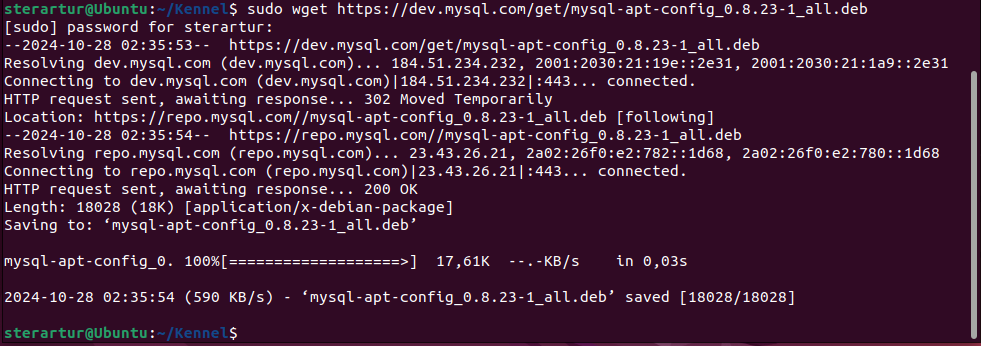 sterartur@Ubuntu:~/Kennel$ sudo wget https://dev.mysql.com/get/mysql-apt-config_0.8.23-1_all.deb
[sudo] password for sterartur:
--2024-10-28 02:35:53--  https://dev.mysql.com/get/mysql-apt-config_0.8.23-1_all.deb
Resolving dev.mysql.com (dev.mysql.com)... 184.51.234.232, 2001:2030:21:19e::2e31, 2001:2030:21:1a9::2e31
Connecting to dev.mysql.com (dev.mysql.com)|184.51.234.232|:443... connected.
HTTP request sent, awaiting response... 302 Moved Temporarily
Location: https://repo.mysql.com//mysql-apt-config_0.8.23-1_all.deb [following]
--2024-10-28 02:35:54--  https://repo.mysql.com//mysql-apt-config_0.8.23-1_all.deb
Resolving repo.mysql.com (repo.mysql.com)... 23.43.26.21, 2a02:26f0:e2:782::1d68, 2a02:26f0:e2:780::1d68
Connecting to repo.mysql.com (repo.mysql.com)|23.43.26.21|:443... connected.
HTTP request sent, awaiting response... 200 OK
Length: 18028 (18K) [application/x-debian-package]
Saving to: ‘mysql-apt-config_0.8.23-1_all.deb’
mysql-apt-config_0. 100%[===================>]  17,61K  --.-KB/s    in 0,03s
2024-10-28 02:35:54 (590 KB/s) - ‘mysql-apt-config_0.8.23-1_all.deb’ saved [18028/18028]
sterartur@Ubuntu:~/Kennel$